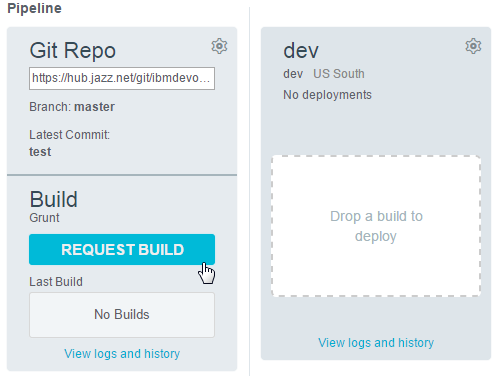 Pipeline
Git Repo
https://hub.jazz.net/git/ibmdevo...
Branch: master
Latest Commit:
test
Build
Grunt
REQUEST BUILD
Last Build
No Builds
View logs and history
dev
dev US South
No deployments
Drop a build to
deploy
View logs and history